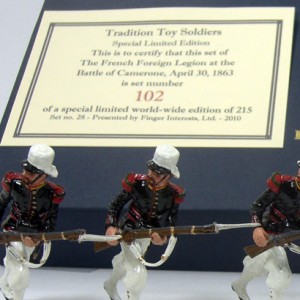 Tradition Toy Soldiers
Special Limited Edition
This is to certify that this set of
The French Foreign Legion at the
Battle of Camerone, April 30, 1863
is set number
102
of a special limited world-wide edition of 215
Set no. 28 - Presented by Finger Interests, Ltd. - 2010